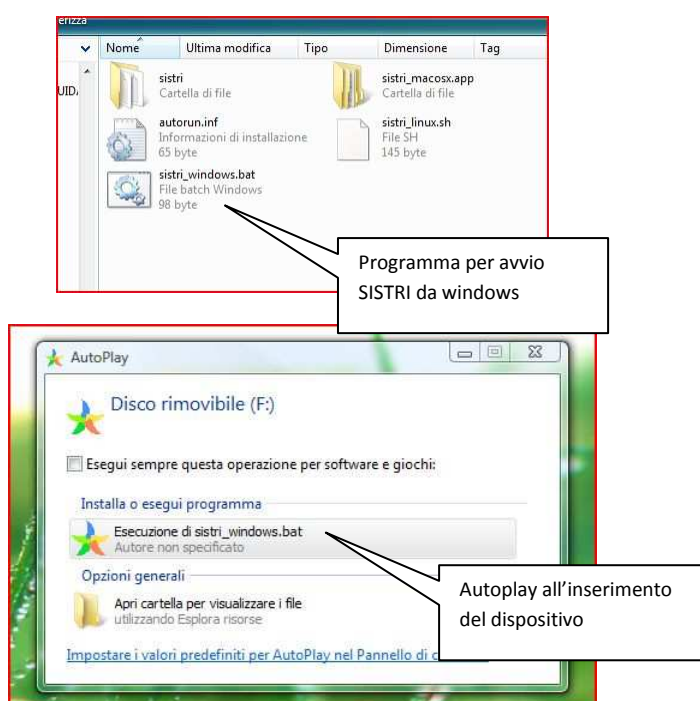 erizza
Nome Ultima modifica Tipo Dimensione Tag
UID,
sistri
Cartella di file
sistri_macosx.app
Cartella di file
autorun.inf
Informazioni di installazione
65 byte
sistri_linux.sh
File SH
145 byte
sistri_windows.bat
File batch Windows
98 byte
Programma per avvio
SISTRI da windows
AutoPlay
Disco rimovibile (F:)
Esegui sempre questa operazione per software e giochi:
Installa o esegui programma
Esecuzione di sistri_windows.bat
Autore non specificato
Opzioni generali
Apri cartella per visualizzare i file
utilizzando Esplora risorse
Autoplay all'inserimento
del dispositivo
Impostare i valori predefiniti per AutoPlay nel Pannello di